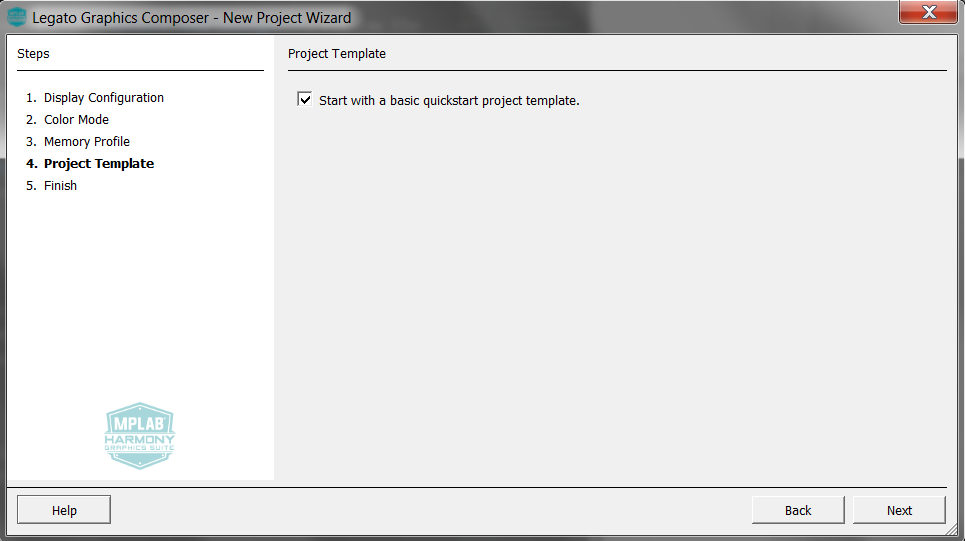 Legato Graphics Composer - New Project Wizard
Steps
1. Display Configuration
2. Color Mode
3. Memory Profile
4. Project Template
5. Finish
MPLAB
HARMONY
GRAPHICS SUITE
Project Template
Start with a basic quickstart project template.
Help
Back
Next